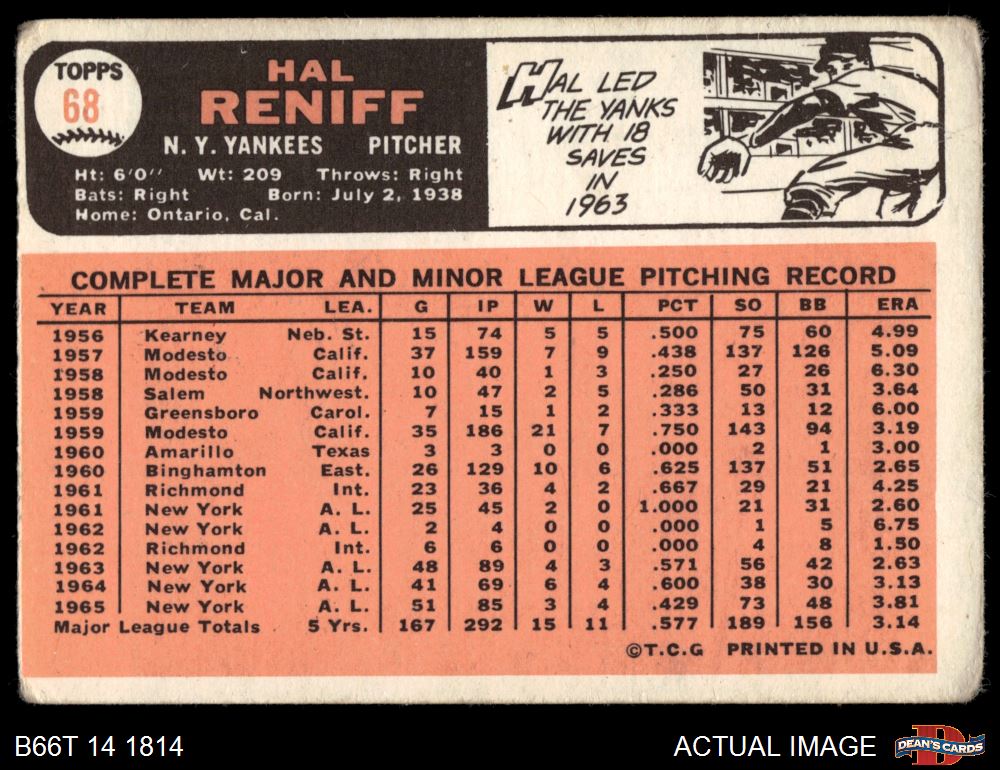 TOPPS
68
HAL
RENIFF
N. Y. YANKEES PITCHER
Ht: 6'0" Wt: 209 Throws: Right
Bats: Right Born: July 2, 1938
Home: Ontario, Cal.
HAL LED
THE YANKS
WITH 18
SAVES
IN
1963
COMPLETE MAJOR AND MINOR LEAGUE PITCHING RECORD
YEAR TEAM LEA. G IP W L PCT SO BB ERA
1956 Kearney Neb. St. 15 74 5 5 .500 75 60 4.99
1957 Modesto Calif. 37 159 7 9 .438 137 126 5.09
1958 Modesto Calif. 10 40 1 3 .250 27 26 6.30
1958 Salem Northwest. 10 47 2 5 .286 50 31 3.64
1959 Greensboro Carol. 7 15 1 2 .333 13 12 6.00
1959 Modesto Calif. 35 186 21 7 .750 143 94 3.19
1960 Amarillo Texas 3 3 0 0 .000 2 1 3.00
1960 Binghamton East. 26 129 10 6 .625 137 51 2.65
1961 Richmond Int. 23 36 4 2 .667 29 21 4.25
1961 New York A. L. 25 45 2 0 1.000 21 31 2.60
1962 New York A. L. 2 4 0 0 .000 1 5 6.75
1962 Richmond Int. 6 6 0 0 .000 4 8 1.50
1963 New York A. L. 48 89 4 3 .571 56 42 2.63
1964 New York A. L. 41 69 6 4 .600 38 30 3.13
1965 New York A. L. 51 85 3 4 .429 73 48 3.81
Major League Totals 5 Yrs. 167 292 15 11 .577 189 156 3.14
©T.C.G PRINTED IN U.S.A.
B66T 14 1814 ACTUAL IMAGE DEAN'S CARDS